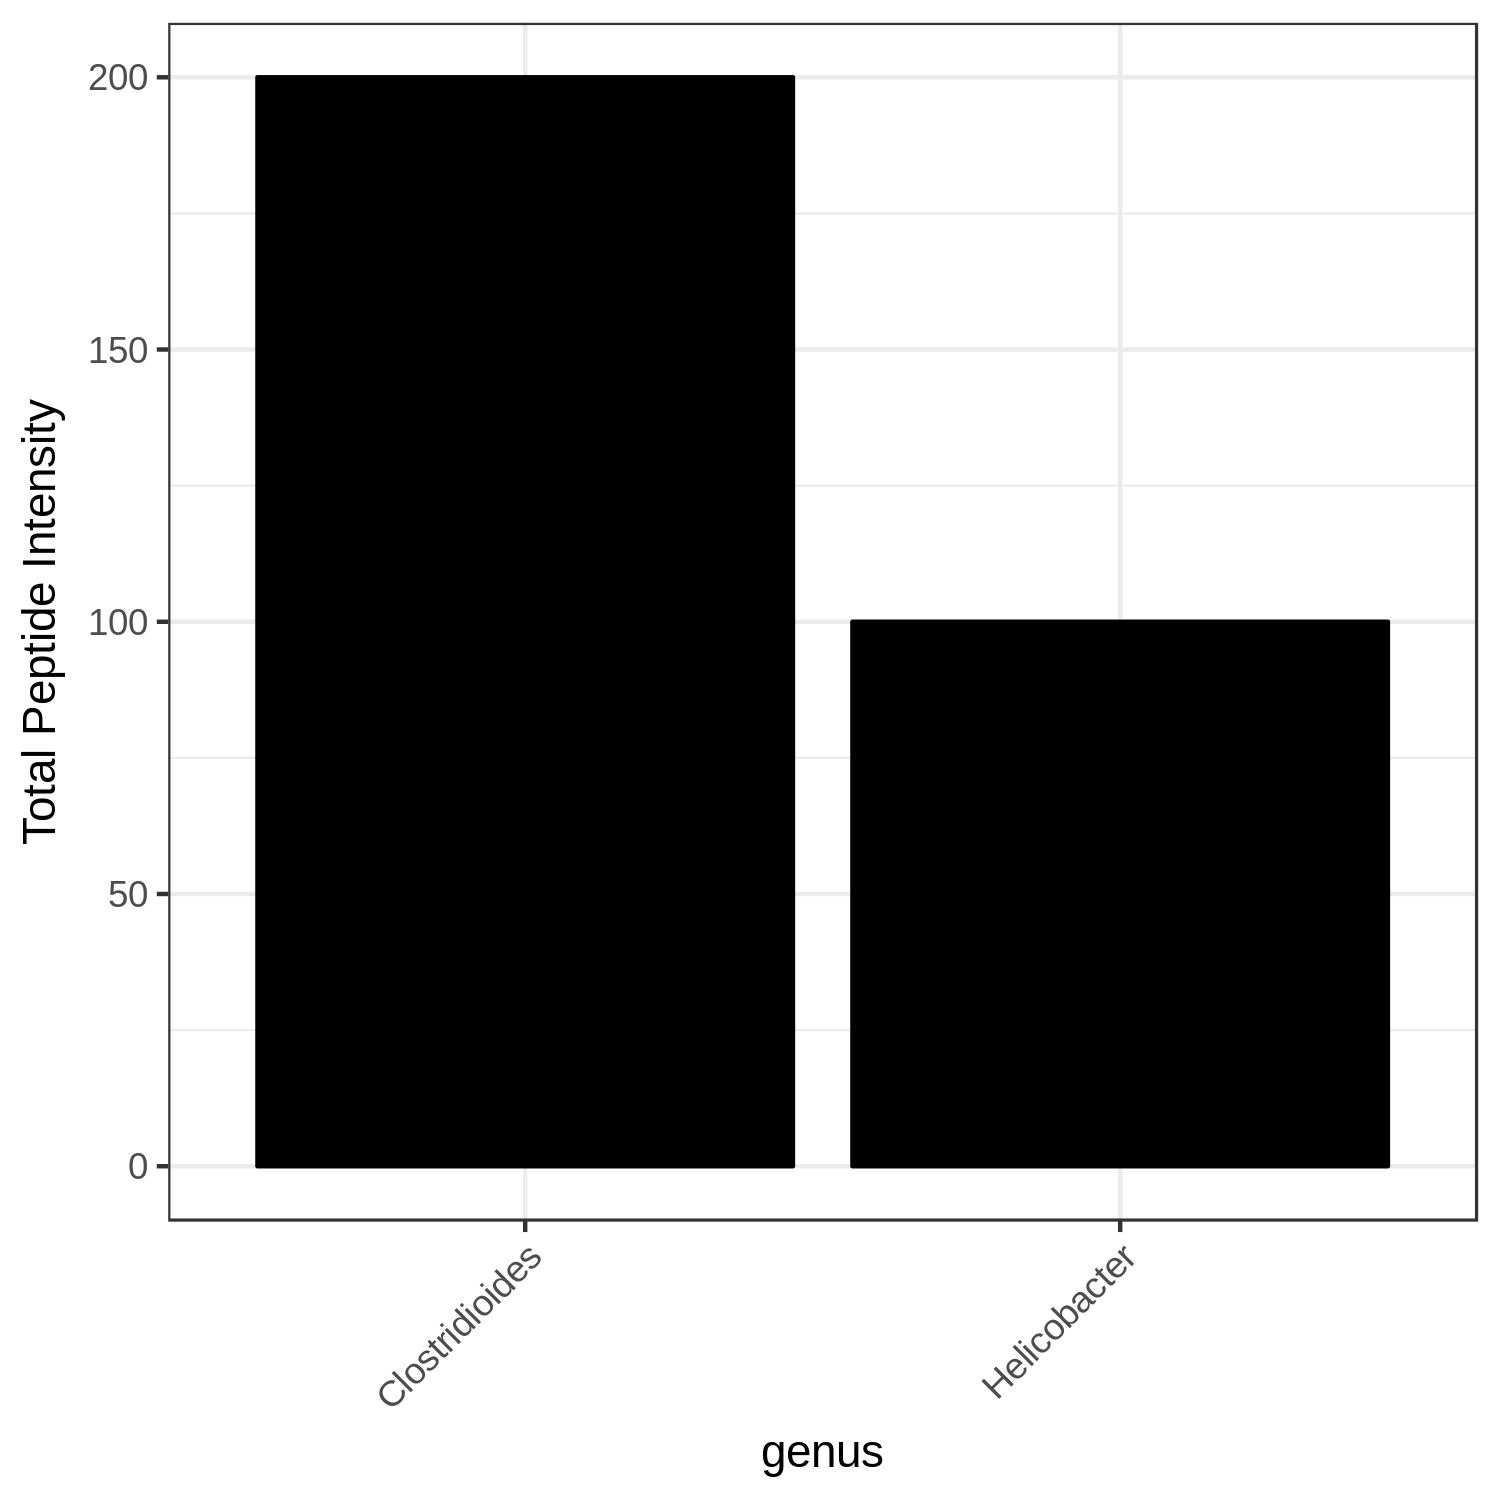 Total Peptide Intensity
200
150
100
50
0
Clostridioides
Helicobacter
genus